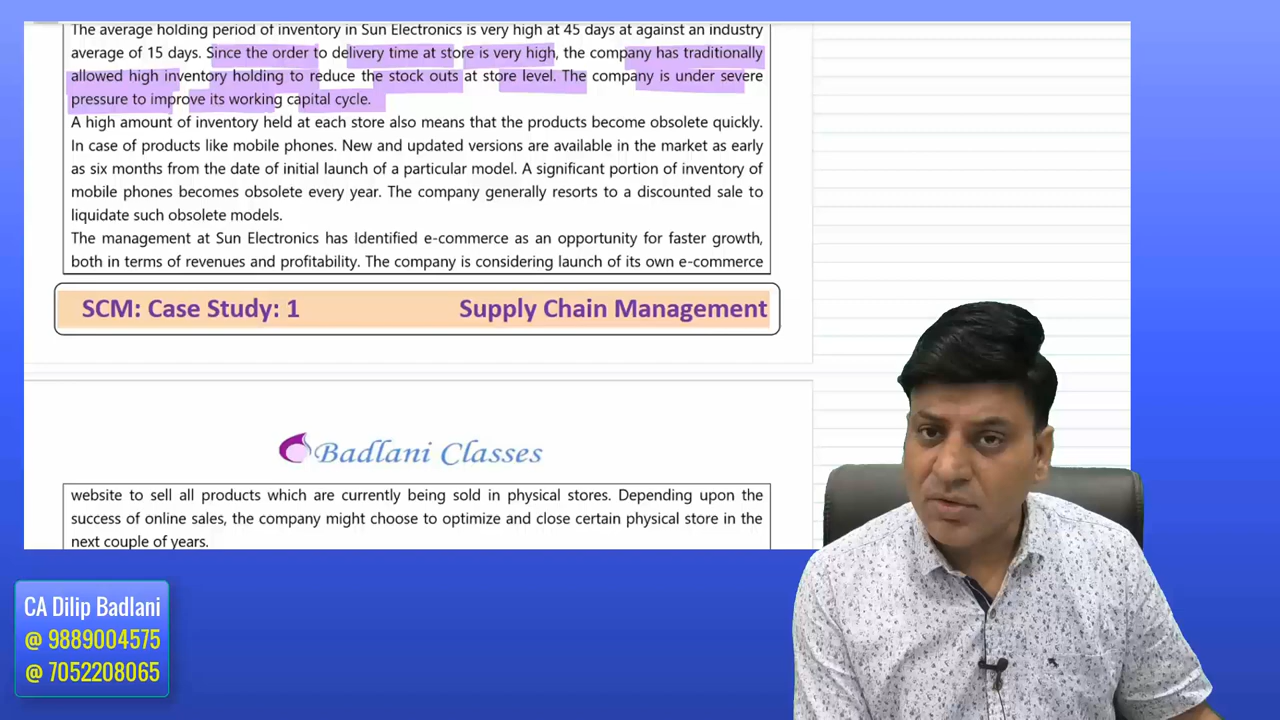 The average holding period of inventory in Sun Electronics is very high at 45 days at against an industry
average of 15 days. Since the order to delivery time at store is very high, the company has traditionally
allowed high inventory holding to reduce the stock outs at store level. The company is under severe
pressure to improve its working capital cycle.
A high amount of inventory held at each store also means that the products become obsolete quickly.
In case of products like mobile phones. New and updated versions are available in the market as early
as six months from the date of initial launch of a particular model. A significant portion of inventory of
mobile phones becomes obsolete every year. The company generally resorts to a discounted sale to
liquidate such obsolete models.
The management at Sun Electronics has Identified e-commerce as an opportunity for faster growth,
both in terms of revenues and profitability. The company is considering launch of its own e-commerce
SCM: Case Study: 1 Supply Chain Management
Badlani Classes
website to sell all products which are currently being sold in physical stores. Depending upon the
success of online sales, the company might choose to optimize and close certain physical store in the
next couple of years.
CA Dilip Badlani
@ 9889004575
@ 7052208065